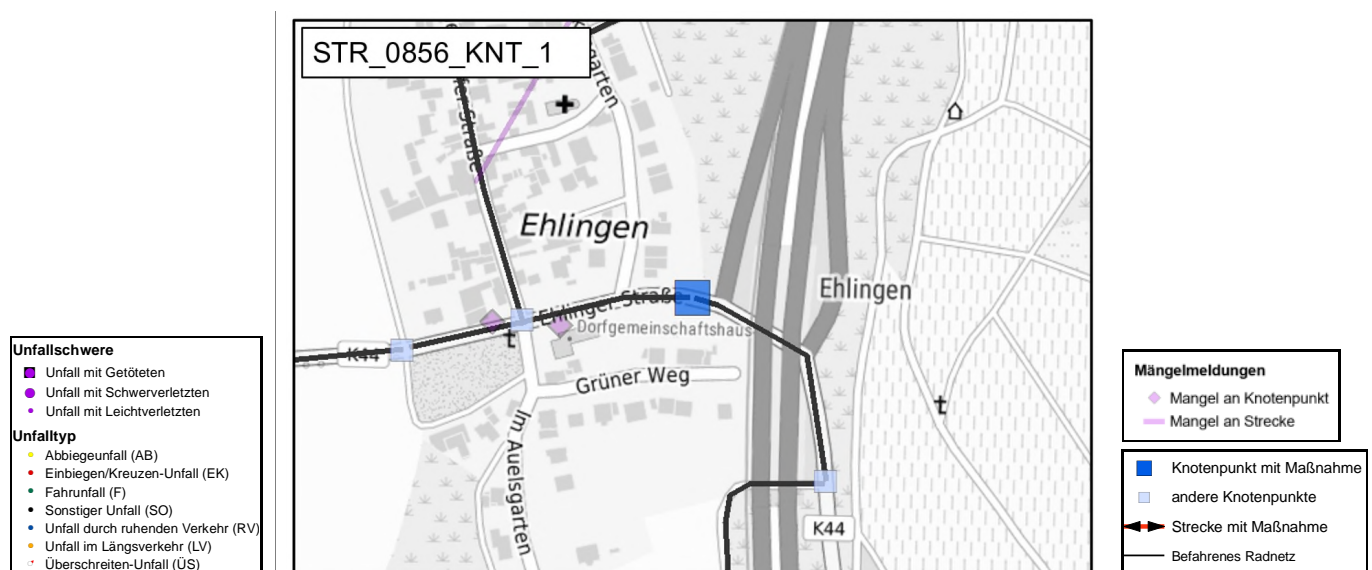 STR_0856_KNT_1
Ehlingen
Ehlinger Straße
Dorfgemeinschaftshaus
Ehlingen
K44
Grüner Weg
Im Auelsgarten
K44
Unfallschwere
Unfall mit Getöteten
Unfall mit Schwerverletzten
Unfall mit Leichtverletzten
Unfalltyp
Abbiegeunfall (AB)
Einbiegen/Kreuzen-Unfall (EK)
Fahrunfall (F)
Sonstiger Unfall (SO)
Unfall durch ruhenden Verkehr (RV)
Unfall im Längsverkehr (LV)
Überschreiten-Unfall (ÜS)
Mängelmeldungen
Mangel an Knotenpunkt
Mangel an Strecke
Knotenpunkt mit Maßnahme
andere Knotenpunkte
Strecke mit Maßnahme
Befahrenes Radnetz